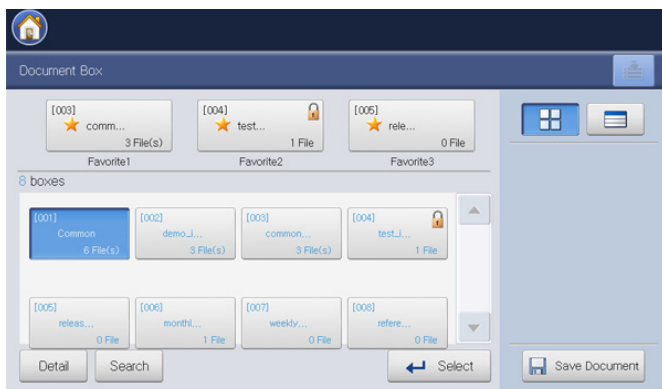 Document Box
[003]
comm...
3 File(s)
[004]
test...
1 File
[005]
rele...
0 File
Favorite1
Favorite2
Favorite3
8 boxes
[001]
Common
6 File(s)
[002]
demo_i...
3 File(s)
[003]
common...
3 File(s)
[004]
test_i...
1 File
[005]
releas...
0 File
[006]
monthl...
1 File
[007]
weekly...
0 File
[008]
refere...
0 File
Detail
Search
Select
Save Document